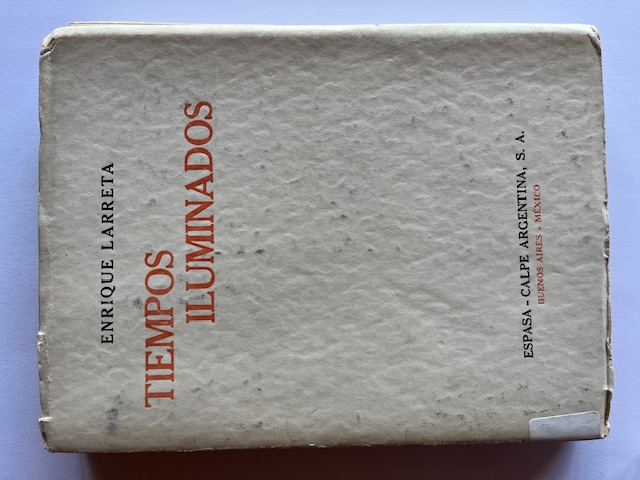 ENRIQUE LARRETA
TIEMPOS
ILUMINADOS
ESPASA - CALPE ARGENTINA, S. A.
BUENOS AIRES - MÉXICO